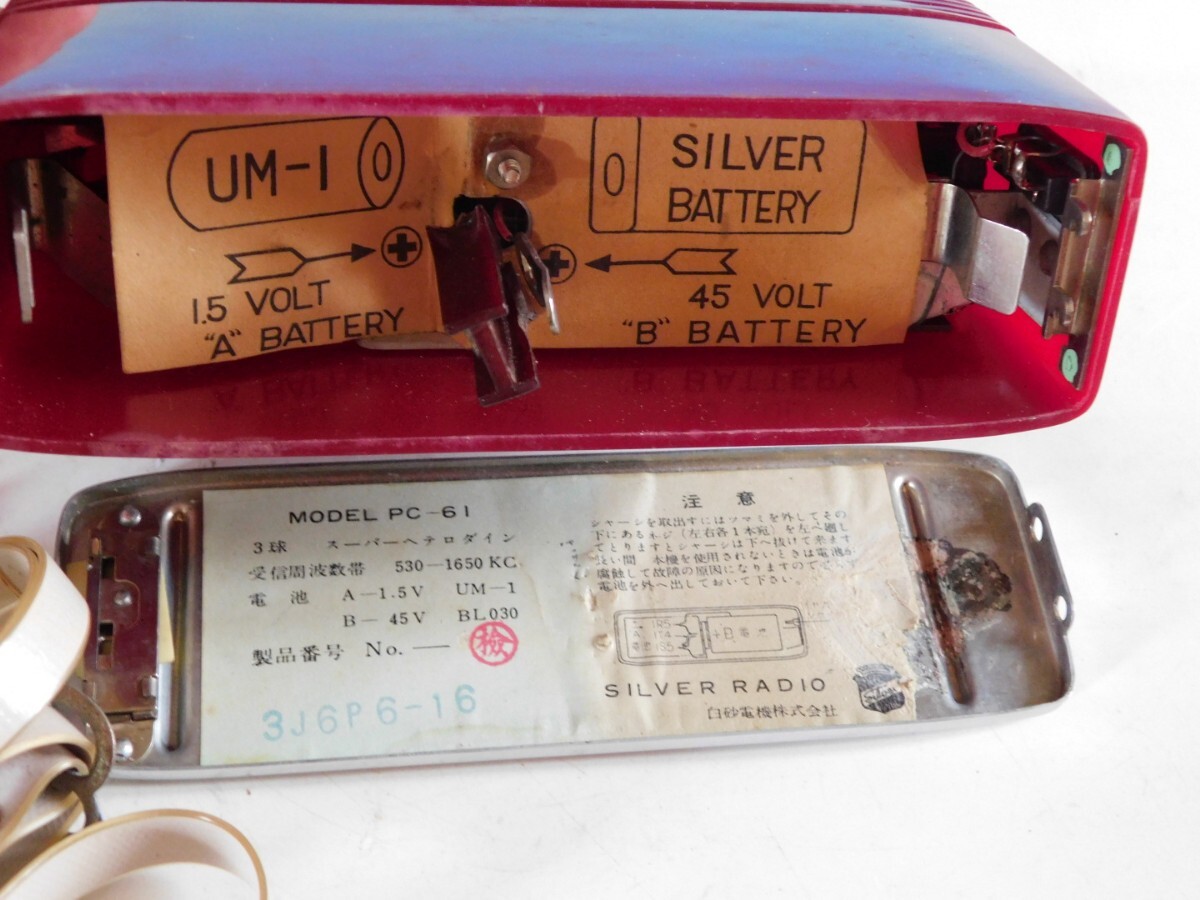 UM-1
SILVER
BATTERY
1.5 VOLT
"A" BATTERY
45 VOLT
"B" BATTERY
MODEL PC-61
3球 スーパーヘテロダイン
受信周波数帯 530-1650 KC
電池 A-1.5V UM-1
B-45V BL030
製品番号 No.—
檢
3J6P6-16
注意
シャーシを取出すにはツマミを外してその
下にあるネジ(左右各1本宛)を左へ廻し
てとりますとシャーシは下へ抜けて来ます
長い間 本機を使用されないときは電池が
腐蝕して故障の原因になりますので
電池を外へ出しておいて下さい。
SILVER RADIO
白砂電機株式会社